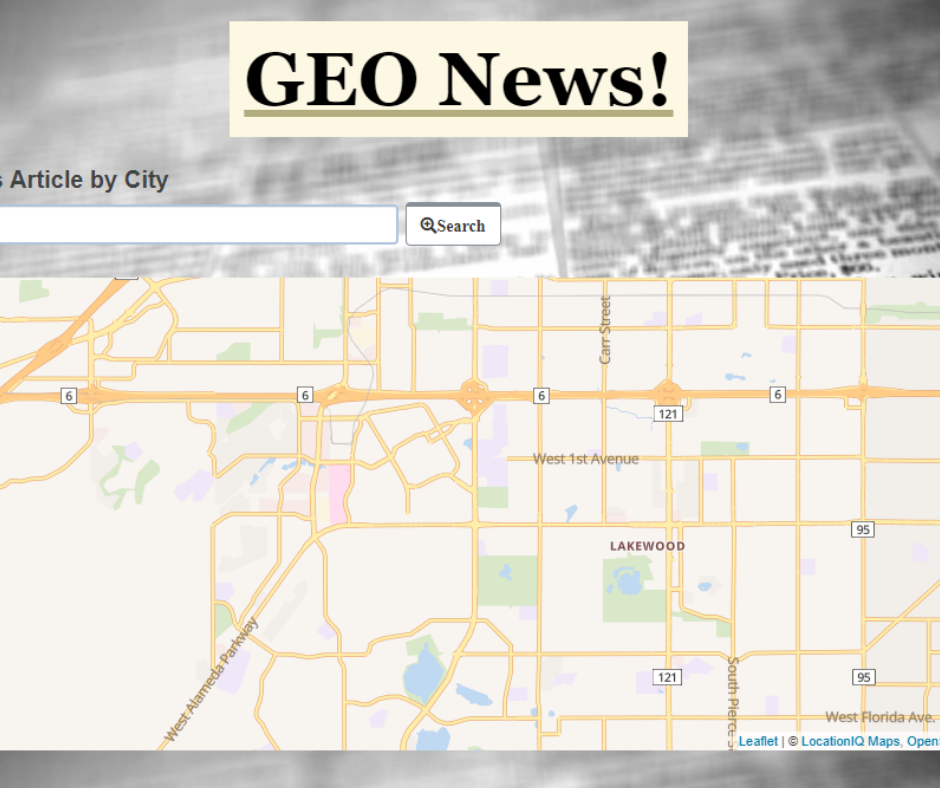 GEO News!
Article by City
Search
Carr Street
6
6
6
6
121
West 1st Avenue
95
LAKEWOOD
West Alameda Parkway
121
95
South Pierce
West Florida Ave.
Leaflet | © LocationIQ Maps, Open